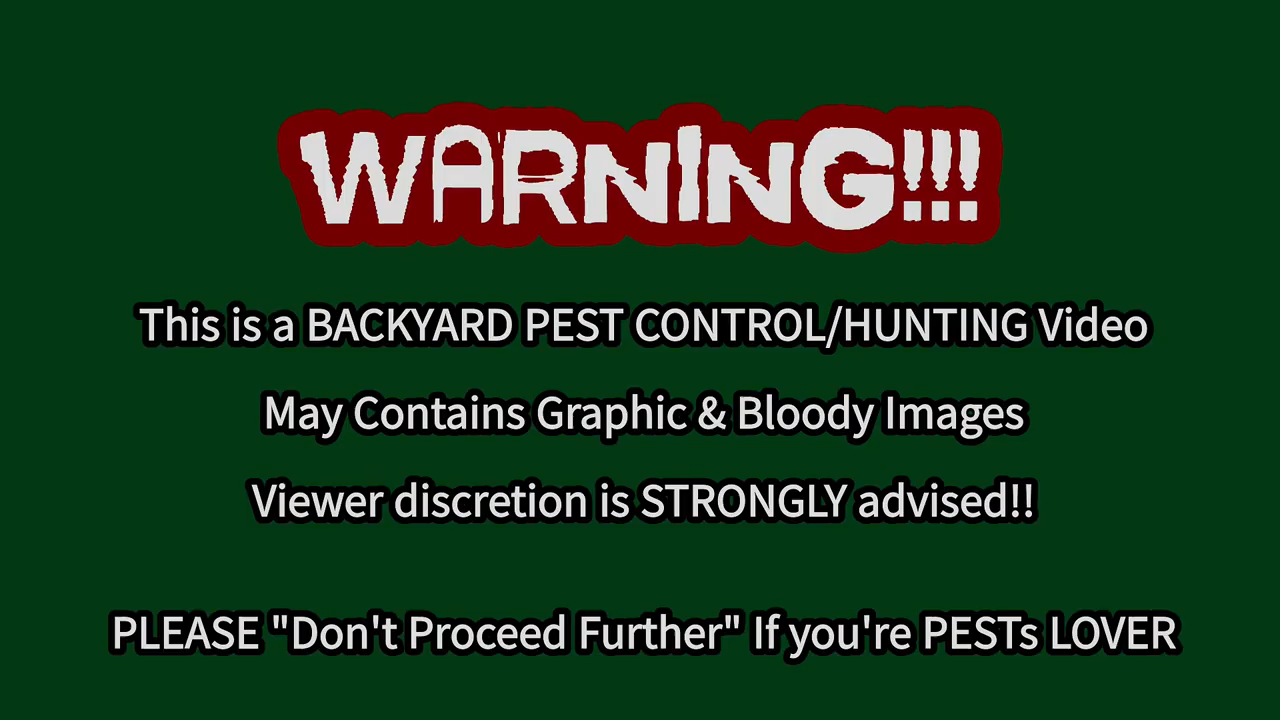 WARNING!!!
This is a BACKYARD PEST CONTROL/HUNTING Video
May Contains Graphic & Bloody Images
Viewer discretion is STRONGLY advised!!
PLEASE "Don't Proceed Further" If you're PESTs LOVER